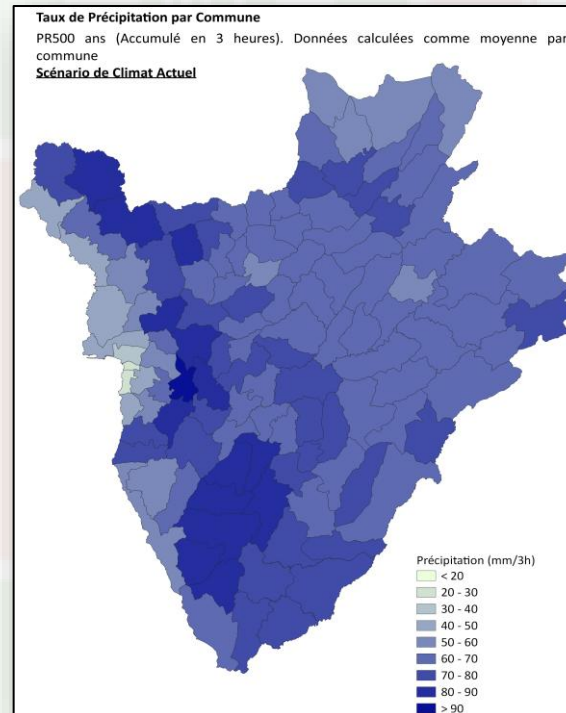 Taux de Précipitation par Commune
PR500 ans (Accumulé en 3 heures). Données calculées comme moyenne par
commune
Scénario de Climat Actuel
Précipitation (mm/3h)
< 20
20 - 30
30 - 40
40 - 50
50 - 60
60 - 70
70 - 80
80 - 90
> 90